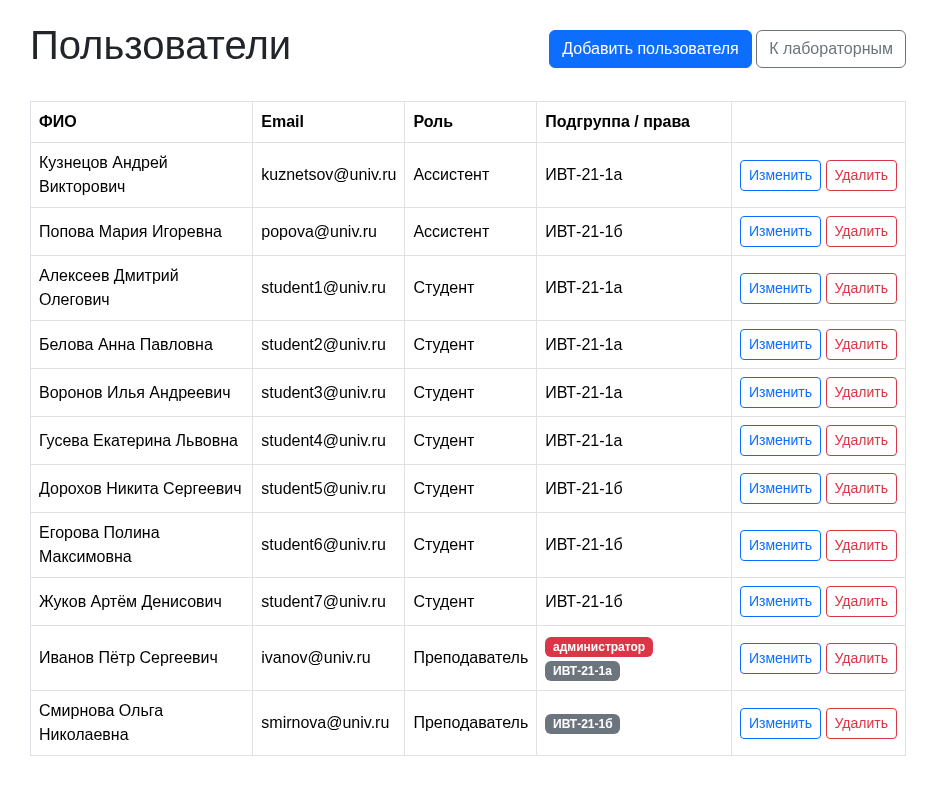 Пользователи
Добавить пользователя К лабораторным
ФИО Email Роль Подгруппа / права
Кузнецов Андрей
Викторович kuznetsov@univ.ru Ассистент ИВТ-21-1а Изменить Удалить
Попова Мария Игоревна popova@univ.ru Ассистент ИВТ-21-1б Изменить Удалить
Алексеев Дмитрий
Олегович student1@univ.ru Студент ИВТ-21-1а Изменить Удалить
Белова Анна Павловна student2@univ.ru Студент ИВТ-21-1а Изменить Удалить
Воронов Илья Андреевич student3@univ.ru Студент ИВТ-21-1а Изменить Удалить
Гусева Екатерина Львовна student4@univ.ru Студент ИВТ-21-1а Изменить Удалить
Дорохов Никита Сергеевич student5@univ.ru Студент ИВТ-21-1б Изменить Удалить
Егорова Полина
Максимовна student6@univ.ru Студент ИВТ-21-1б Изменить Удалить
Жуков Артём Денисович student7@univ.ru Студент ИВТ-21-1б Изменить Удалить
Иванов Пётр Сергеевич ivanov@univ.ru Преподаватель администратор
ИВТ-21-1а Изменить Удалить
Смирнова Ольга
Николаевна smirnova@univ.ru Преподаватель ИВТ-21-1б Изменить Удалить